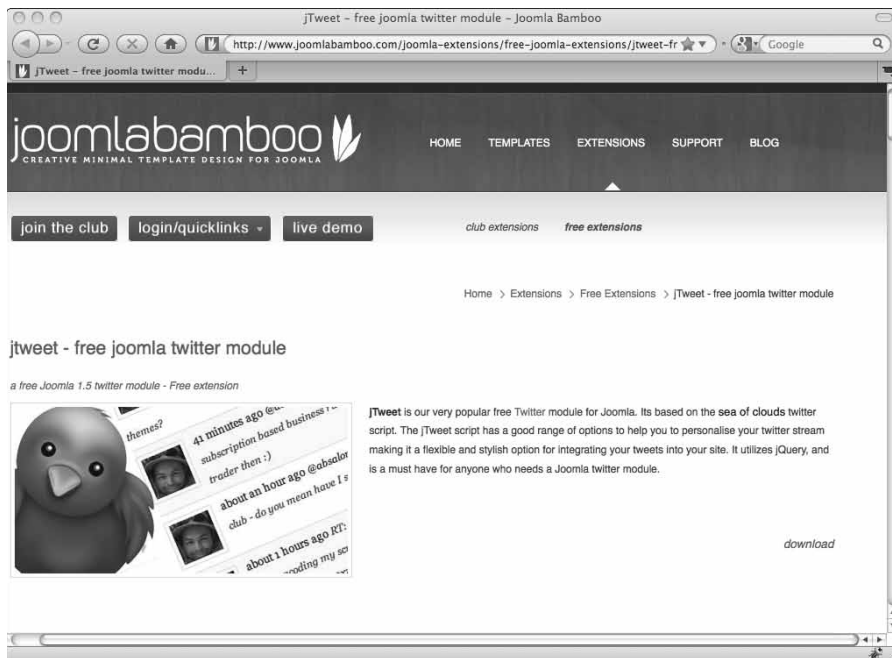 jTweet – free joomla twitter module – Joomla Bamboo
http://www.joomlabamboo.com/joomla-extensions/free-joomla-extensions/jtweet-fr
Google
jTweet – free joomla twitter modu...
joomlabamboo
CREATIVE MINIMAL TEMPLATE DESIGN FOR JOOMLA
HOME TEMPLATES EXTENSIONS SUPPORT BLOG
join the club login/quicklinks live demo club extensions free extensions
Home > Extensions > Free Extensions > jTweet - free joomla twitter module
jtweet - free joomla twitter module
a free Joomla 1.5 twitter module - Free extension
themes?
41 minutes ago
subscription based business
trader then :)
about an hour ago @absalo
club - do you mean have I s
about 1 hours ago RT:
coding my
jTweet is our very popular free Twitter module for Joomla. Its based on the sea of clouds twitter
script. The jTweet script has a good range of options to help you to personalise your twitter stream
making it a flexible and stylish option for integrating your tweets into your site. It utilizes jQuery, and
is a must have for anyone who needs a Joomla twitter module.
download